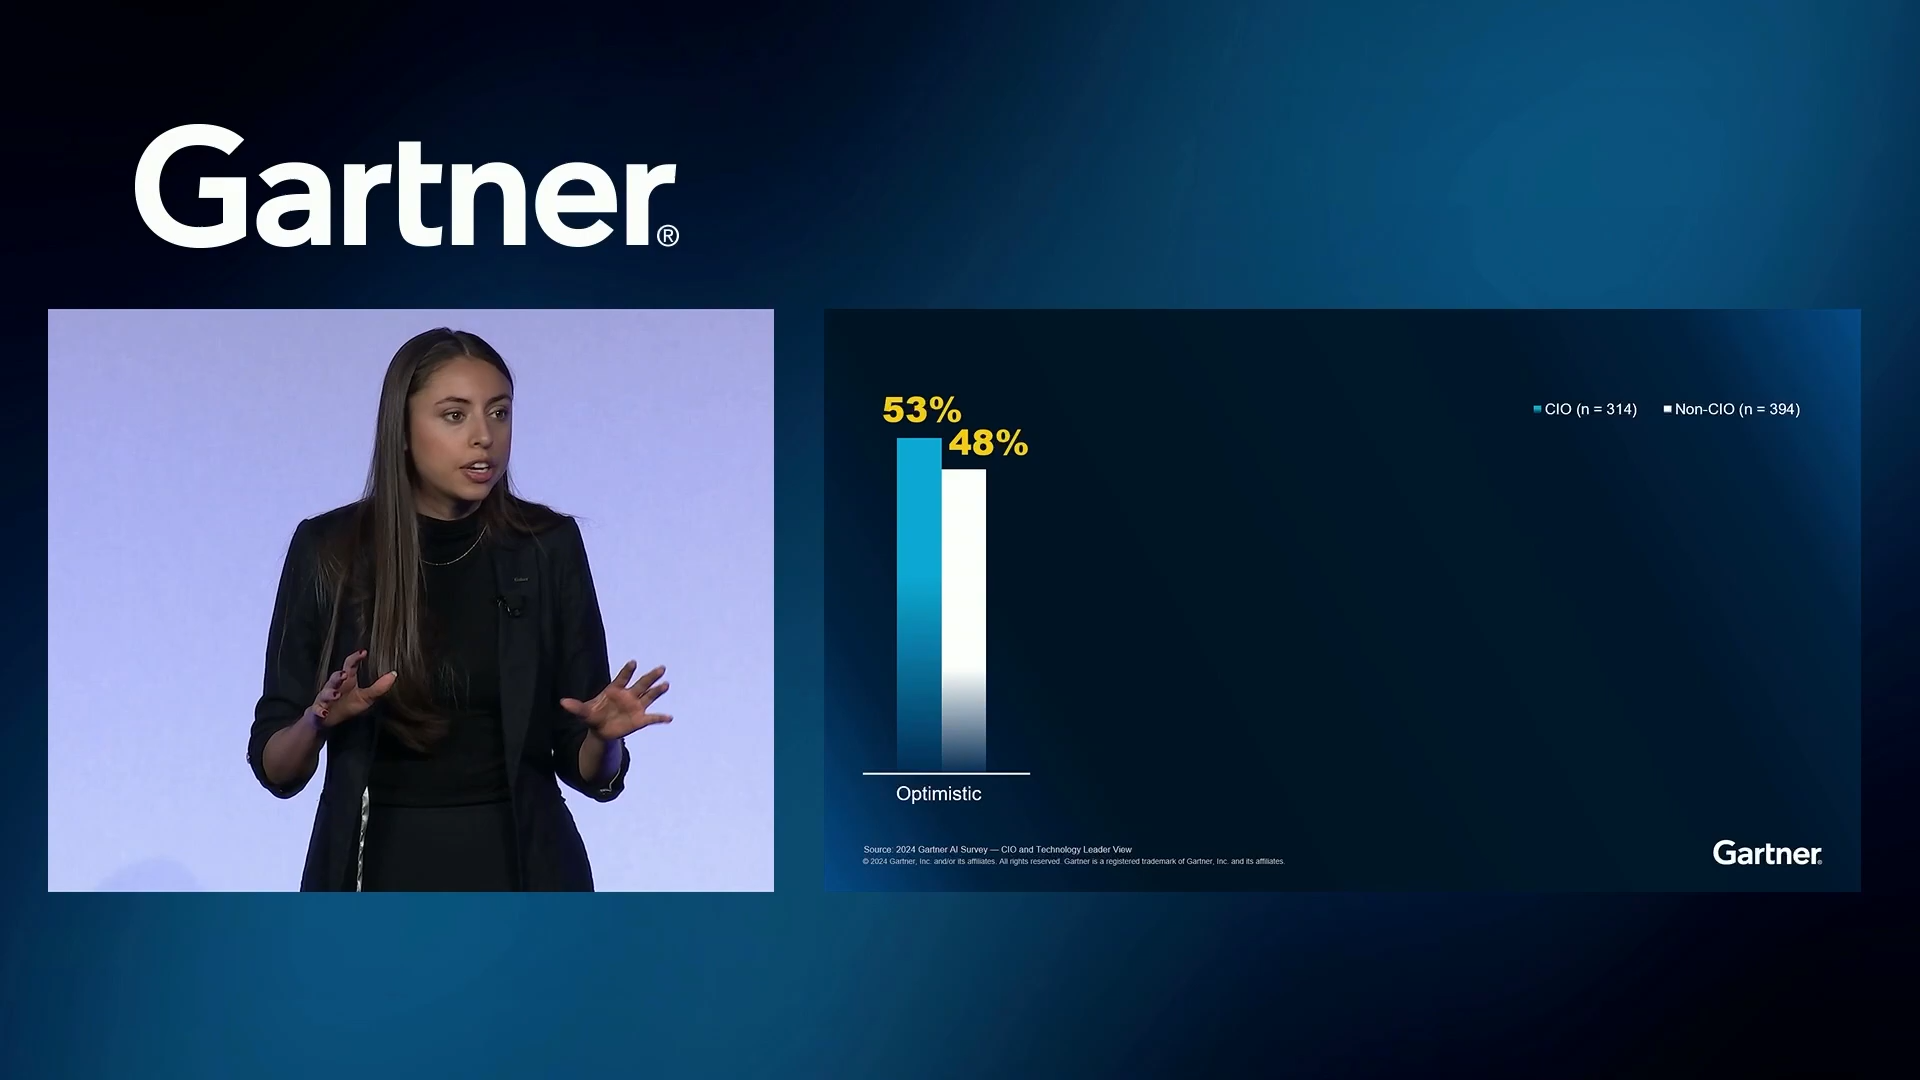 Gartner®
53%
48%
CIO (n = 314)
Non-CIO (n = 394)
Optimistic
Source: 2024 Gartner AI Survey — CIO and Technology Leader View
© 2024 Gartner, Inc. and/or its affiliates. All rights reserved. Gartner is a registered trademark of Gartner, Inc. and its affiliates.
Gartner®